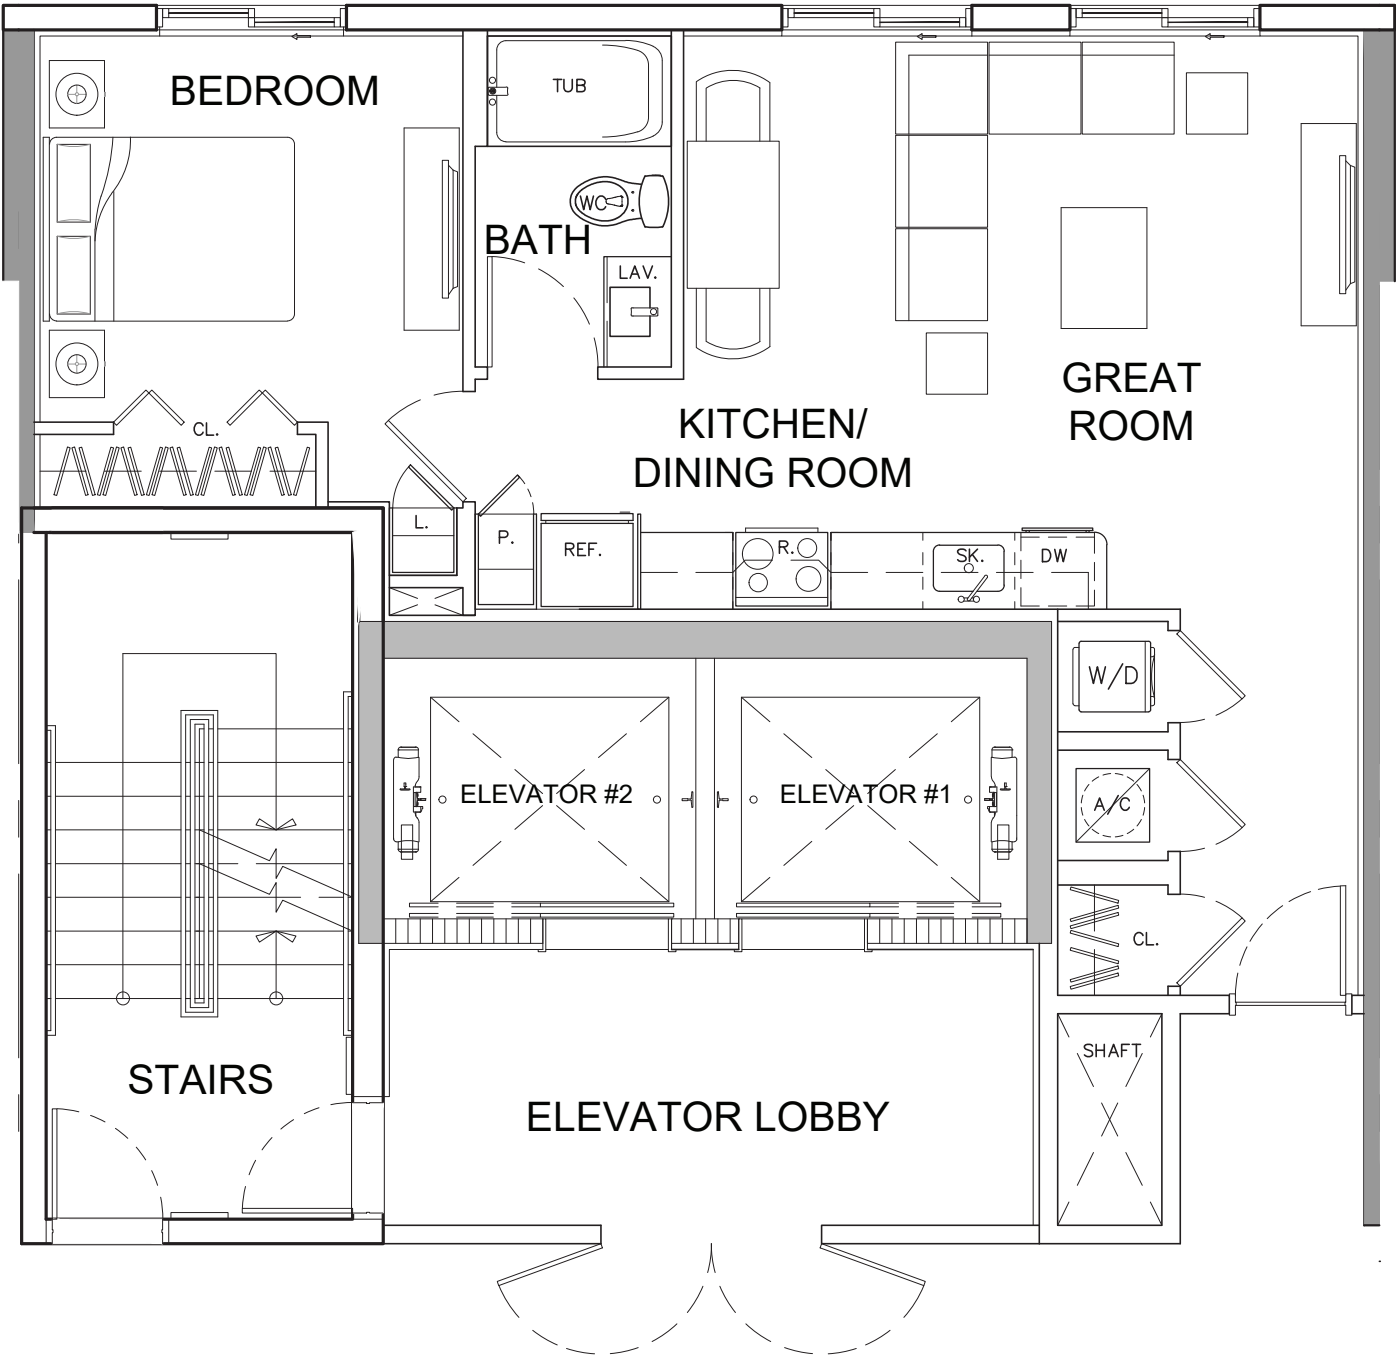 BEDROOM
TUB
WC
BATH
LAV.
GREAT
ROOM
KITCHEN/
DINING ROOM
CL.
L.
P.
REF.
R.
SK.
DW
W/D
ELEVATOR #2
ELEVATOR #1
A/C
CL.
STAIRS
SHAFT
ELEVATOR LOBBY